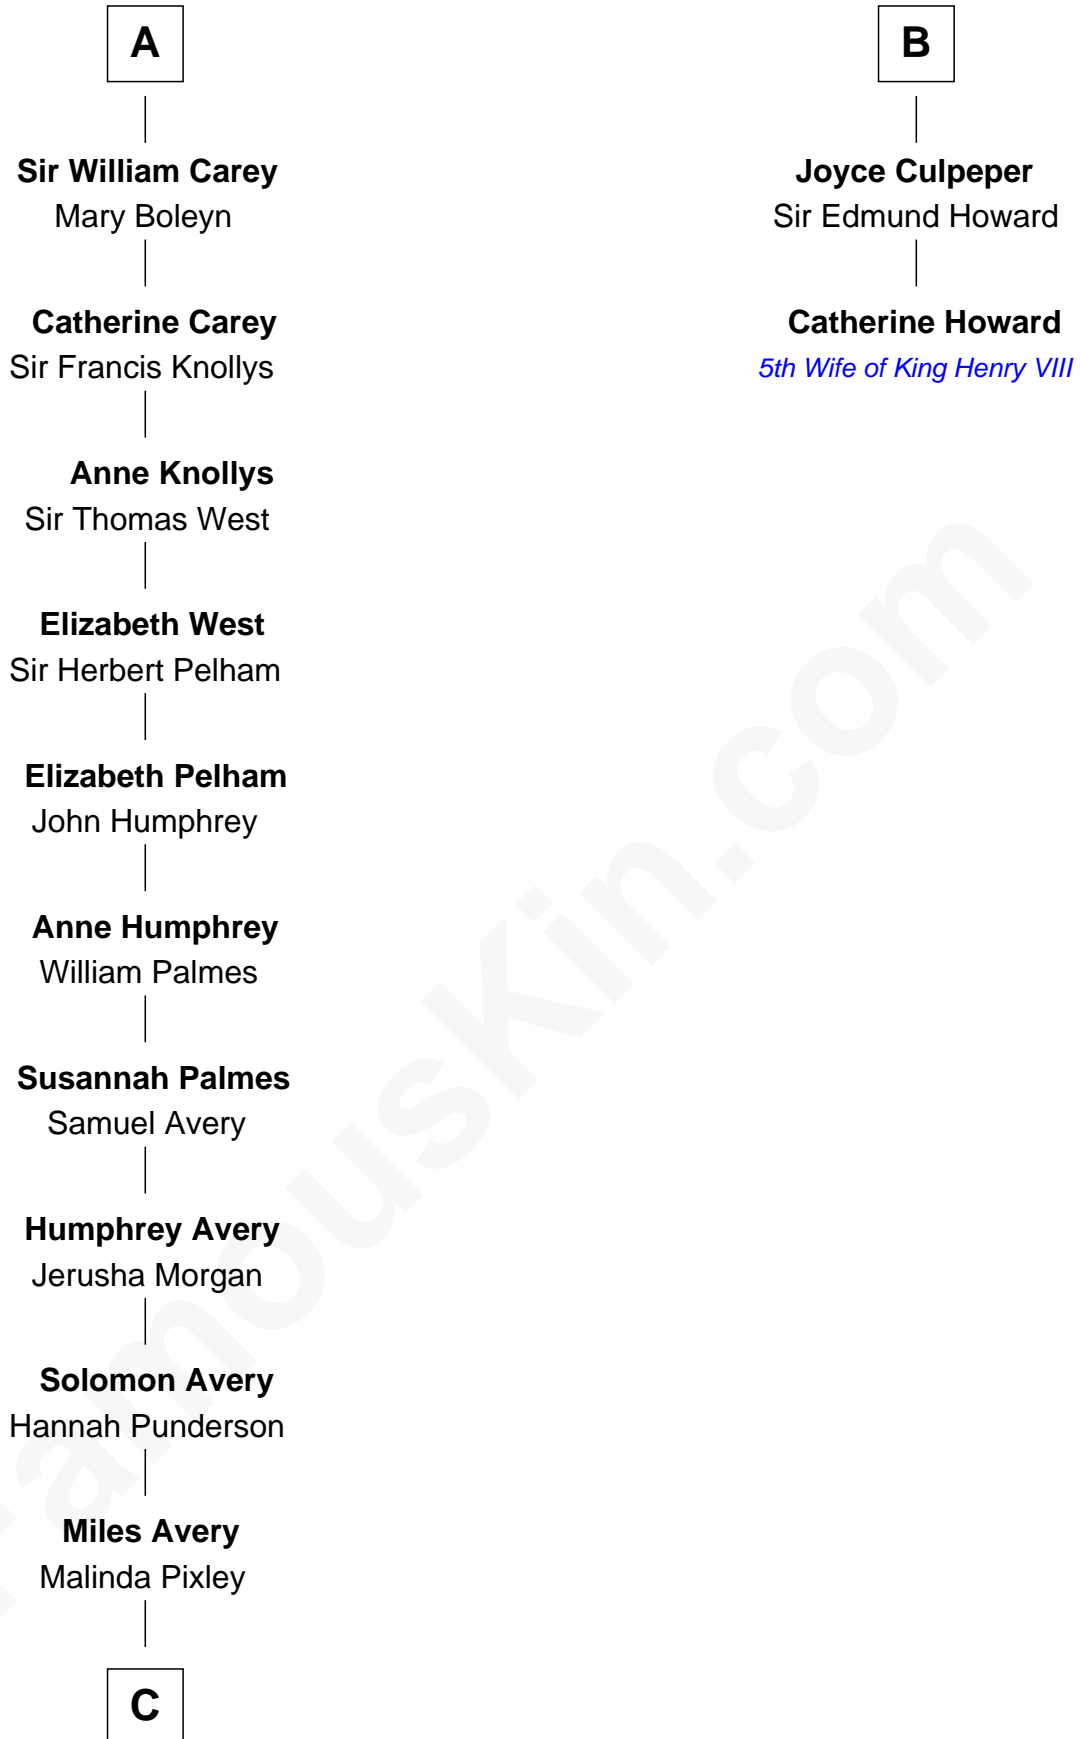 A
Sir William Carey
Mary Boleyn
Catherine Carey
Sir Francis Knollys
Anne Knollys
Sir Thomas West
Elizabeth West
Sir Herbert Pelham
Elizabeth Pelham
John Humphrey
Anne Humphrey
William Palmes
Susannah Palmes
Samuel Avery
Humphrey Avery
Jerusha Morgan
Solomon Avery
Hannah Punderson
Miles Avery
Malinda Pixley
C
B
Joyce Culpeper
Sir Edmund Howard
Catherine Howard
5th Wife of King Henry VIII
FamousKin.com